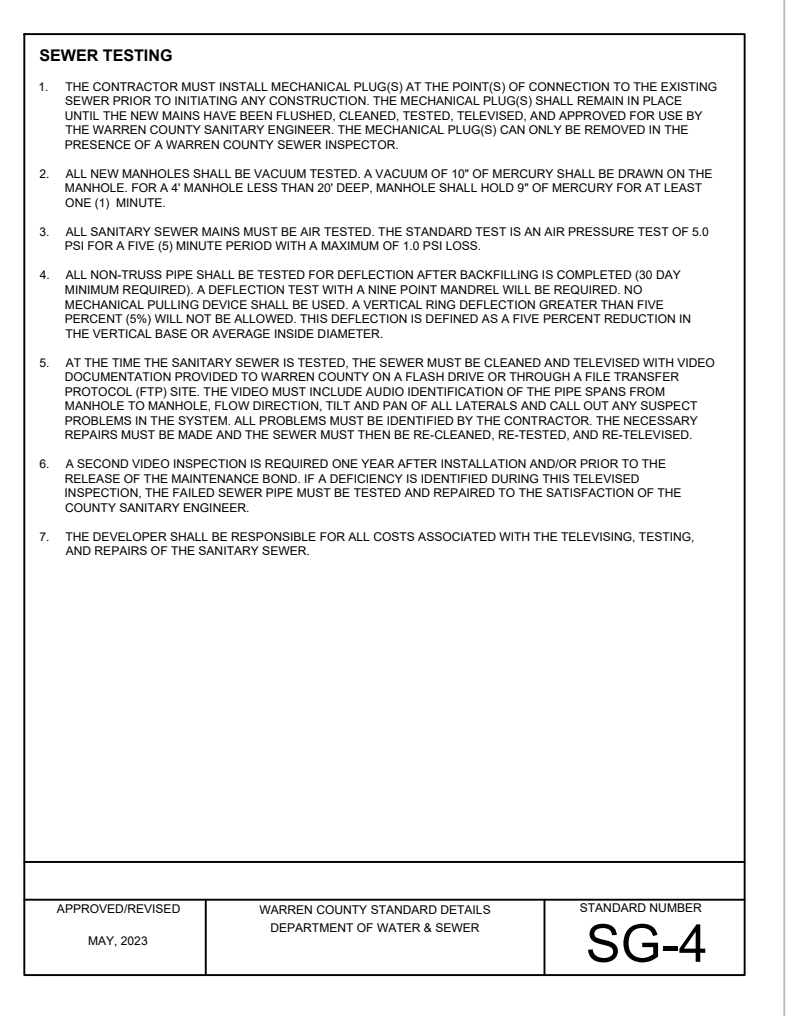 SEWER TESTING
1. THE CONTRACTOR MUST INSTALL MECHANICAL PLUG(S) AT THE POINT(S) OF CONNECTION TO THE EXISTING
SEWER PRIOR TO INITIATING ANY CONSTRUCTION. THE MECHANICAL PLUG(S) SHALL REMAIN IN PLACE
UNTIL THE NEW MAINS HAVE BEEN FLUSHED, CLEANED, TESTED, TELEVISED, AND APPROVED FOR USE BY
THE WARREN COUNTY SANITARY ENGINEER. THE MECHANICAL PLUG(S) CAN ONLY BE REMOVED IN THE
PRESENCE OF A WARREN COUNTY SEWER INSPECTOR.
2. ALL NEW MANHOLES SHALL BE VACUUM TESTED. A VACUUM OF 10" OF MERCURY SHALL BE DRAWN ON THE
MANHOLE. FOR A 4' MANHOLE LESS THAN 20' DEEP, MANHOLE SHALL HOLD 9" OF MERCURY FOR AT LEAST
ONE (1) MINUTE.
3. ALL SANITARY SEWER MAINS MUST BE AIR TESTED. THE STANDARD TEST IS AN AIR PRESSURE TEST OF 5.0
PSI FOR A FIVE (5) MINUTE PERIOD WITH A MAXIMUM OF 1.0 PSI LOSS.
4. ALL NON-TRUSS PIPE SHALL BE TESTED FOR DEFLECTION AFTER BACKFILLING IS COMPLETED (30 DAY
MINIMUM REQUIRED). A DEFLECTION TEST WITH A NINE POINT MANDREL WILL BE REQUIRED. NO
MECHANICAL PULLING DEVICE SHALL BE USED. A VERTICAL RING DEFLECTION GREATER THAN FIVE
PERCENT (5%) WILL NOT BE ALLOWED. THIS DEFLECTION IS DEFINED AS A FIVE PERCENT REDUCTION IN
THE VERTICAL BASE OR AVERAGE INSIDE DIAMETER.
5. AT THE TIME THE SANITARY SEWER IS TESTED, THE SEWER MUST BE CLEANED AND TELEVISED WITH VIDEO
DOCUMENTATION PROVIDED TO WARREN COUNTY ON A FLASH DRIVE OR THROUGH A FILE TRANSFER
PROTOCOL (FTP) SITE. THE VIDEO MUST INCLUDE AUDIO IDENTIFICATION OF THE PIPE SPANS FROM
MANHOLE TO MANHOLE, FLOW DIRECTION, TILT AND PAN OF ALL LATERALS AND CALL OUT ANY SUSPECT
PROBLEMS IN THE SYSTEM. ALL PROBLEMS MUST BE IDENTIFIED BY THE CONTRACTOR. THE NECESSARY
REPAIRS MUST BE MADE AND THE SEWER MUST THEN BE RE-CLEANED, RE-TESTED, AND RE-TELEVISED.
6. A SECOND VIDEO INSPECTION IS REQUIRED ONE YEAR AFTER INSTALLATION AND/OR PRIOR TO THE
RELEASE OF THE MAINTENANCE BOND. IF A DEFICIENCY IS IDENTIFIED DURING THIS TELEVISED
INSPECTION, THE FAILED SEWER PIPE MUST BE TESTED AND REPAIRED TO THE SATISFACTION OF THE
COUNTY SANITARY ENGINEER.
7. THE DEVELOPER SHALL BE RESPONSIBLE FOR ALL COSTS ASSOCIATED WITH THE TELEVISING, TESTING,
AND REPAIRS OF THE SANITARY SEWER.
APPROVED/REVISED
MAY, 2023
WARREN COUNTY STANDARD DETAILS
DEPARTMENT OF WATER & SEWER
STANDARD NUMBER
SG-4